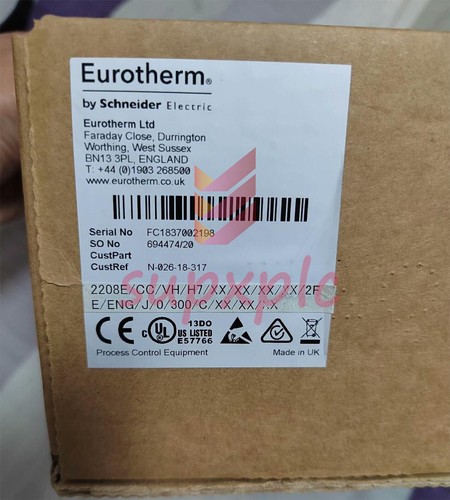 Eurotherm®
by Schneider Electric
Eurotherm Ltd
Faraday Close, Durrington
Worthing, West Sussex
BN13 3PL, ENGLAND
T: +44 (0)1903 268500
www.eurotherm.co.uk
Serial No FC1837002198
SO No 694474/20
CustPart
CustRef N-026-18-317
supxplc
2208E/CC/VH/H7/XX/XX/XX/XX/2F
E/ENG/J/0/300/C/XX/XX/XX
CE UL 13DO
US LISTED
E57766
Process Control Equipment Made in UK